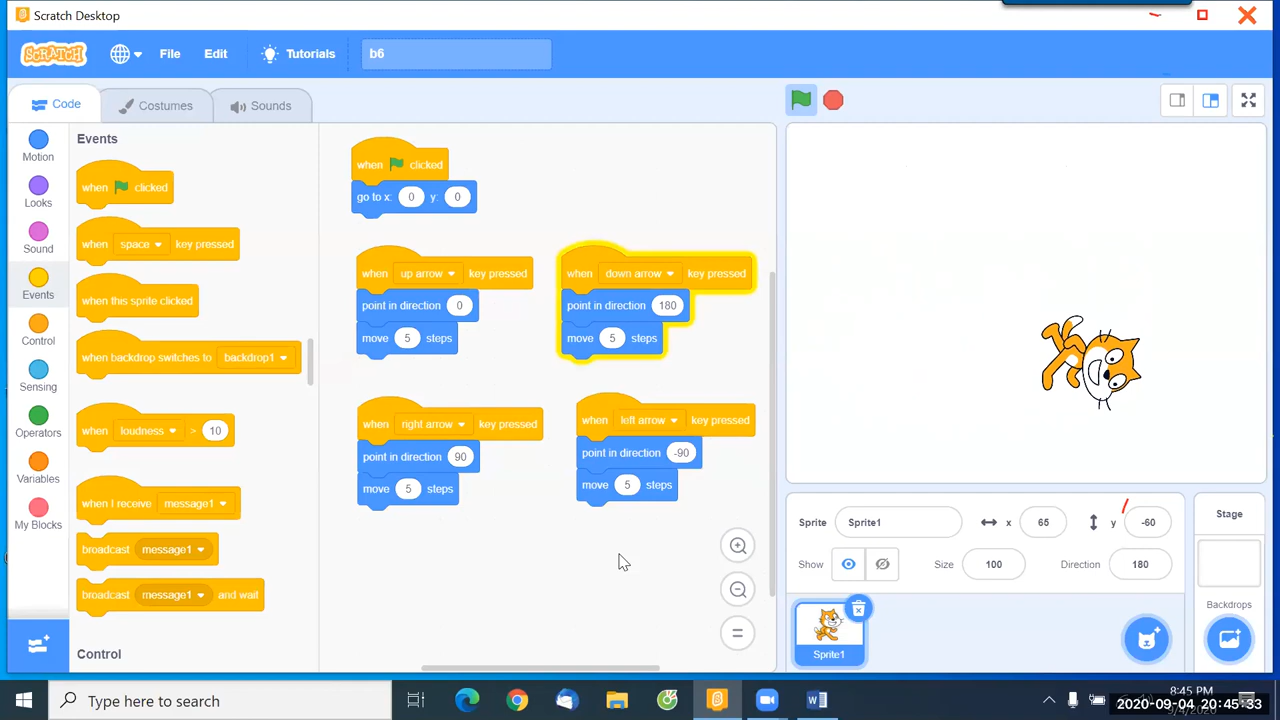 Scratch Desktop
SCRATCH
File
Edit
Tutorials
b6
Code
Costumes
Sounds
Motion
Looks
Sound
Events
Control
Sensing
Operators
Variables
My Blocks
Events
when clicked
when space key pressed
when this sprite clicked
when backdrop switches to backdrop1
when loudness > 10
when I receive message1
broadcast message1
broadcast message1 and wait
Control
when clicked
go to x: 0 y: 0
when up arrow key pressed
point in direction 0
move 5 steps
when down arrow key pressed
point in direction 180
move 5 steps
when right arrow key pressed
point in direction 90
move 5 steps
when left arrow key pressed
point in direction -90
move 5 steps
Sprite Sprite1 x 65 y -60
Show Size 100 Direction 180
Sprite1
Stage
Backdrops
Type here to search
8:45 PM
2020-09-04 20:45:33